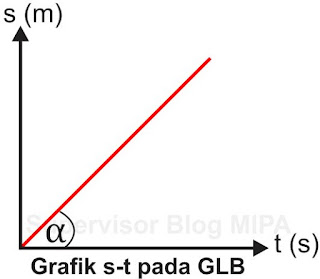 s (m)
α
Supervisor Blog MIPA
t (s)
Grafik s-t pada GLB